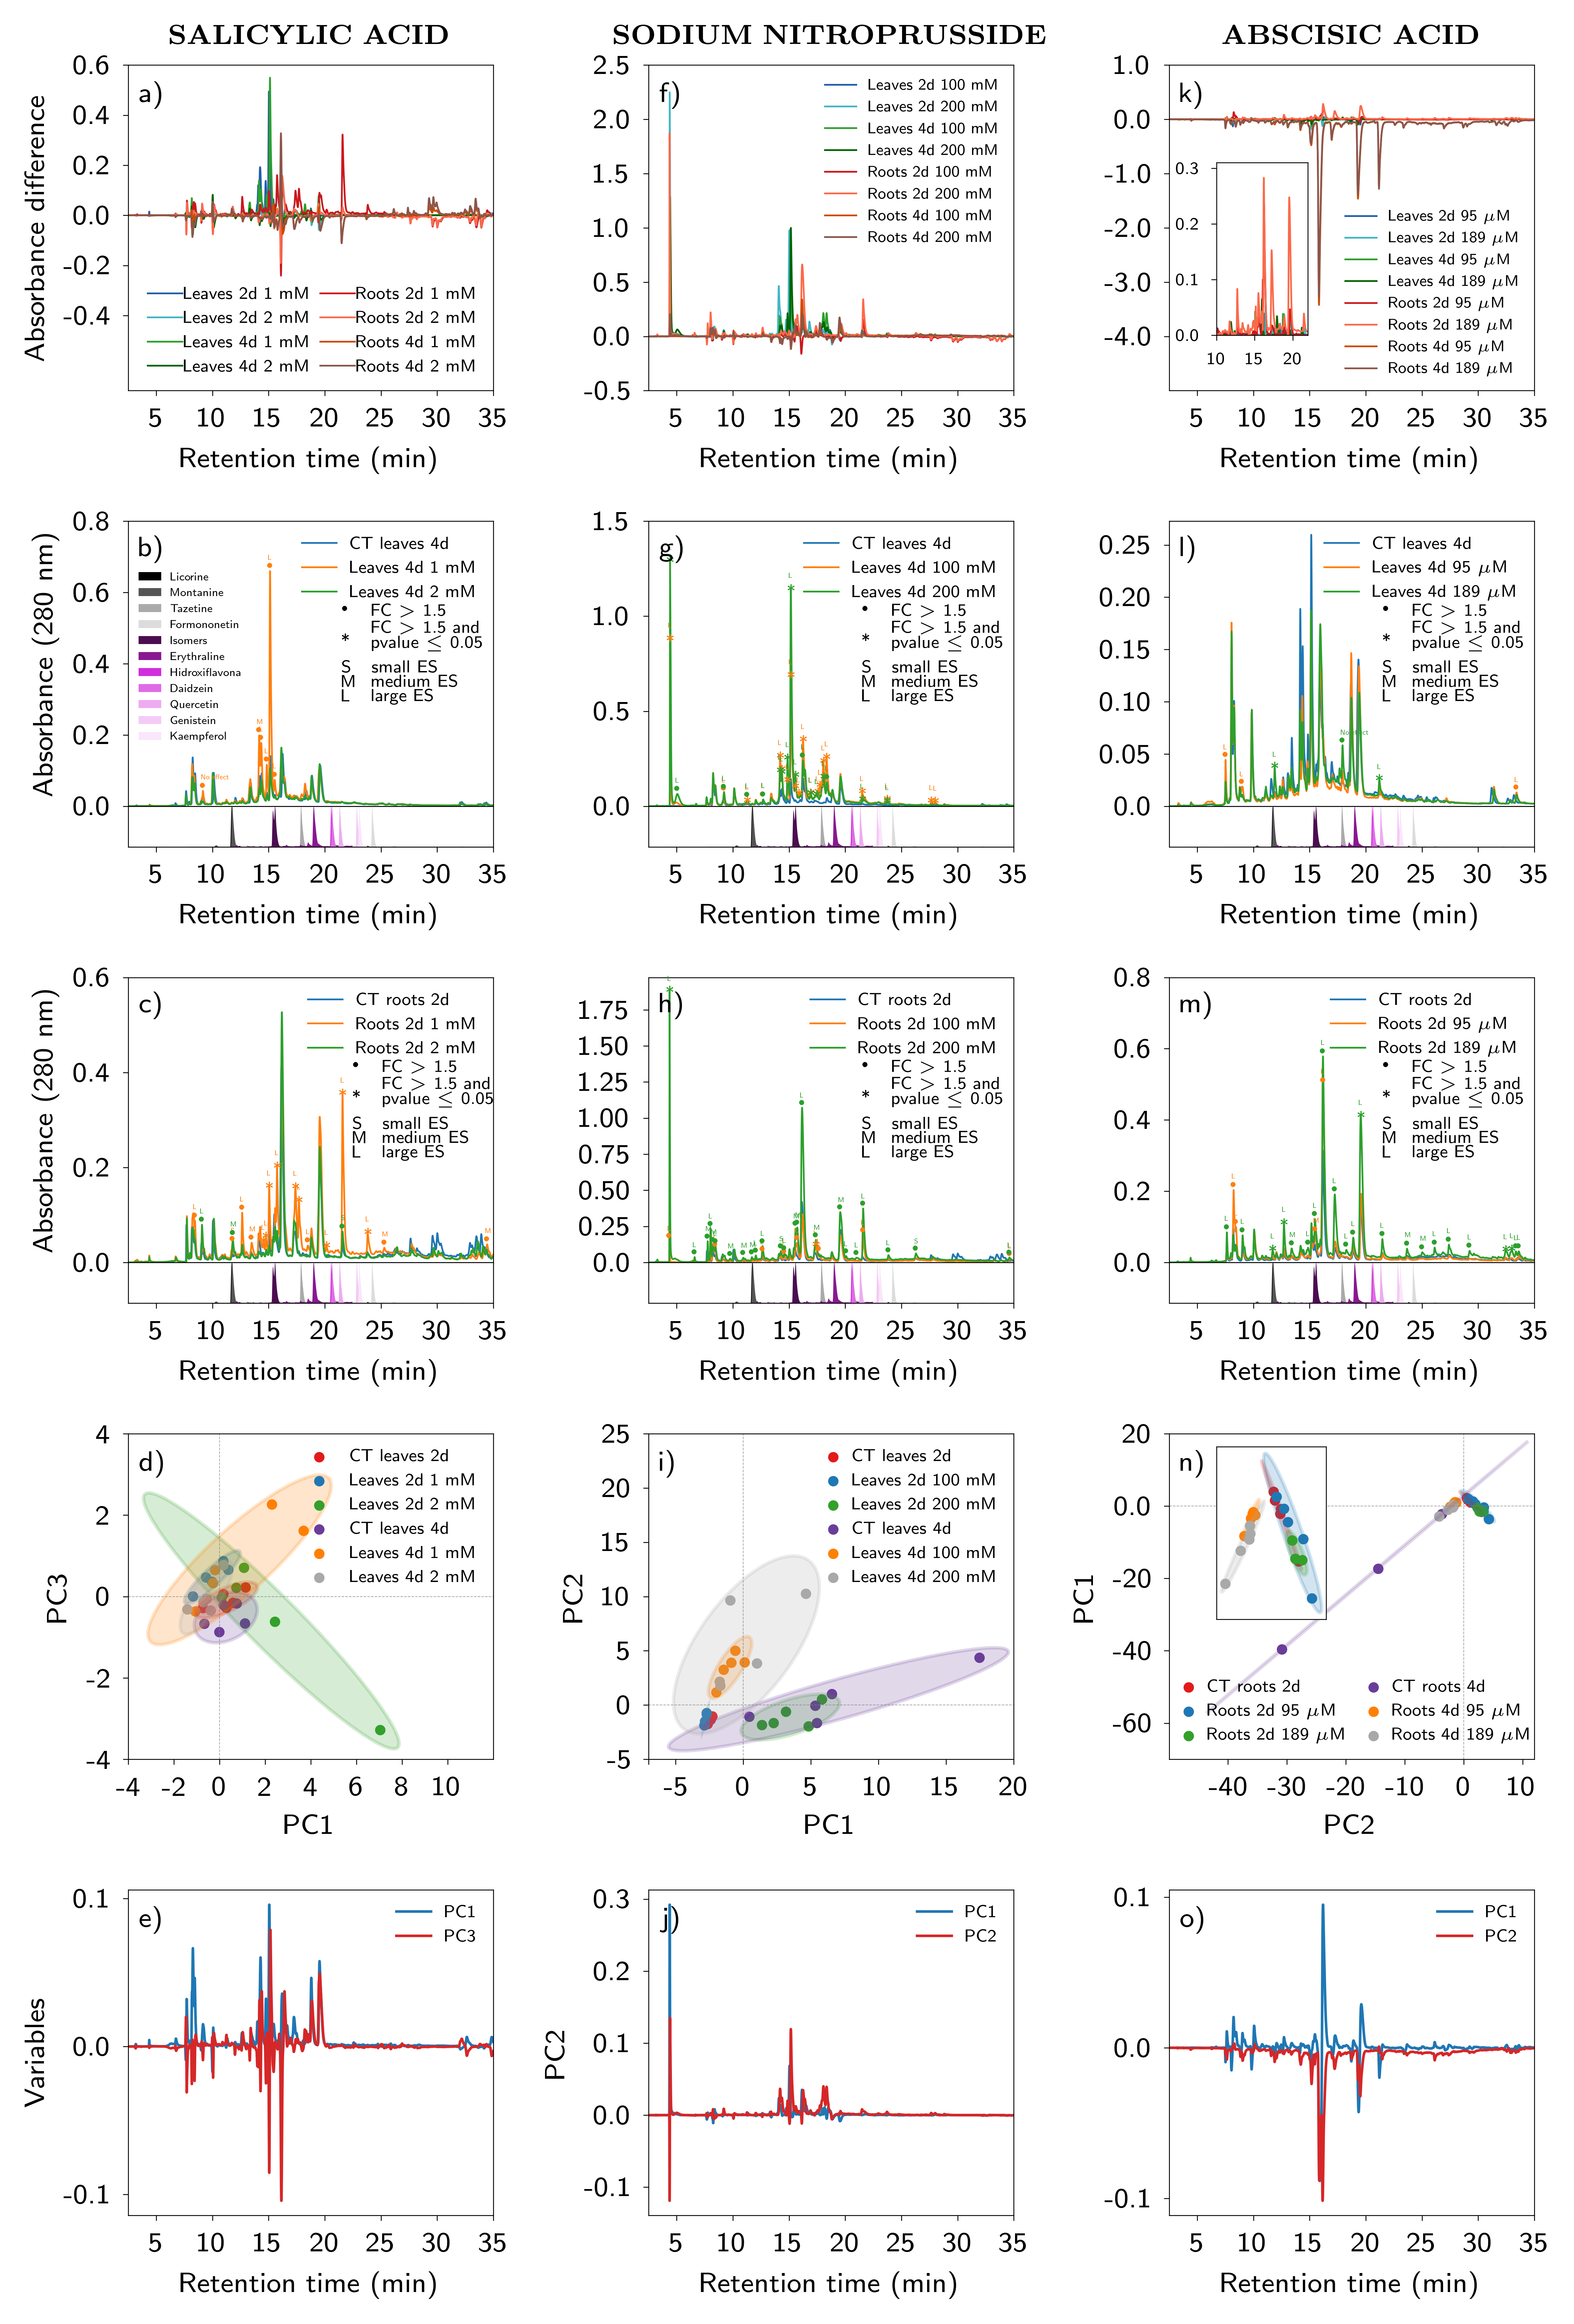 SALICYLIC ACID
SODIUM NITROPRUSSIDE
ABSCISIC ACID
a)
Absorbance difference
0.6
0.4
0.2
0.0
-0.2
-0.4
Leaves 2d 1 mM
Leaves 2d 2 mM
Leaves 4d 1 mM
Leaves 4d 2 mM
Roots 2d 1 mM
Roots 2d 2 mM
Roots 4d 1 mM
Roots 4d 2 mM
5 10 15 20 25 30 35
Retention time (min)
f)
2.5
2.0
1.5
1.0
0.5
0.0
-0.5
Leaves 2d 100 mM
Leaves 2d 200 mM
Leaves 4d 100 mM
Leaves 4d 200 mM
Roots 2d 100 mM
Roots 2d 200 mM
Roots 4d 100 mM
Roots 4d 200 mM
5 10 15 20 25 30 35
Retention time (min)
k)
1.0
0.0
-1.0
-2.0
-3.0
-4.0
0.3
0.2
0.1
0.0
10 15 20
Leaves 2d 95 μM
Leaves 2d 189 μM
Leaves 4d 95 μM
Leaves 4d 189 μM
Roots 2d 95 μM
Roots 2d 189 μM
Roots 4d 95 μM
Roots 4d 189 μM
5 10 15 20 25 30 35
Retention time (min)
b)
Absorbance (280 nm)
0.8
0.6
0.4
0.2
0.0
Licorine
Montanine
Tazetine
Formononetin
Isomers
Erythraline
Hidroxiflavona
Daidzein
Quercetin
Genistein
Kaempferol
CT leaves 4d
Leaves 4d 1 mM
Leaves 4d 2 mM
• FC > 1.5
FC > 1.5 and
* pvalue ≤ 0.05
S small ES
M medium ES
L large ES
L
M
L
5 10 15 20 25 30 35
Retention time (min)
g)
1.5
1.0
0.5
0.0
CT leaves 4d
Leaves 4d 100 mM
Leaves 4d 200 mM
• FC > 1.5
FC > 1.5 and
* pvalue ≤ 0.05
S small ES
M medium ES
L large ES
5 10 15 20 25 30 35
Retention time (min)
l)
0.25
0.20
0.15
0.10
0.05
0.00
CT leaves 4d
Leaves 4d 95 μM
Leaves 4d 189 μM
• FC > 1.5
FC > 1.5 and
* pvalue ≤ 0.05
S small ES
M medium ES
L large ES
5 10 15 20 25 30 35
Retention time (min)
c)
Absorbance (280 nm)
0.6
0.4
0.2
0.0
CT roots 2d
Roots 2d 1 mM
Roots 2d 2 mM
• FC > 1.5
FC > 1.5 and
* pvalue ≤ 0.05
S small ES
M medium ES
L large ES
5 10 15 20 25 30 35
Retention time (min)
h)
1.75
1.50
1.25
1.00
0.75
0.50
0.25
0.00
CT roots 2d
Roots 2d 100 mM
Roots 2d 200 mM
• FC > 1.5
FC > 1.5 and
* pvalue ≤ 0.05
S small ES
M medium ES
L large ES
5 10 15 20 25 30 35
Retention time (min)
m)
0.8
0.6
0.4
0.2
0.0
CT roots 2d
Roots 2d 95 μM
Roots 2d 189 μM
• FC > 1.5
FC > 1.5 and
* pvalue ≤ 0.05
S small ES
M medium ES
L large ES
5 10 15 20 25 30 35
Retention time (min)
d)
PC3
4
2
0
-2
-4
CT leaves 2d
Leaves 2d 1 mM
Leaves 2d 2 mM
CT leaves 4d
Leaves 4d 1 mM
Leaves 4d 2 mM
-4 -2 0 2 4 6 8 10
PC1
i)
PC2
25
20
15
10
5
0
-5
CT leaves 2d
Leaves 2d 100 mM
Leaves 2d 200 mM
CT leaves 4d
Leaves 4d 100 mM
Leaves 4d 200 mM
-5 0 5 10 15 20
PC1
n)
PC1
20
0.0
-20
-40
-60
CT roots 2d
Roots 2d 95 μM
Roots 2d 189 μM
CT roots 4d
Roots 4d 95 μM
Roots 4d 189 μM
-40 -30 -20 -10 0 10
PC2
e)
Variables
0.1
0.0
-0.1
PC1
PC3
5 10 15 20 25 30 35
Retention time (min)
j)
PC2
0.3
0.2
0.1
0.0
-0.1
PC1
PC2
5 10 15 20 25 30 35
Retention time (min)
o)
0.1
0.0
-0.1
PC1
PC2
5 10 15 20 25 30 35
Retention time (min)